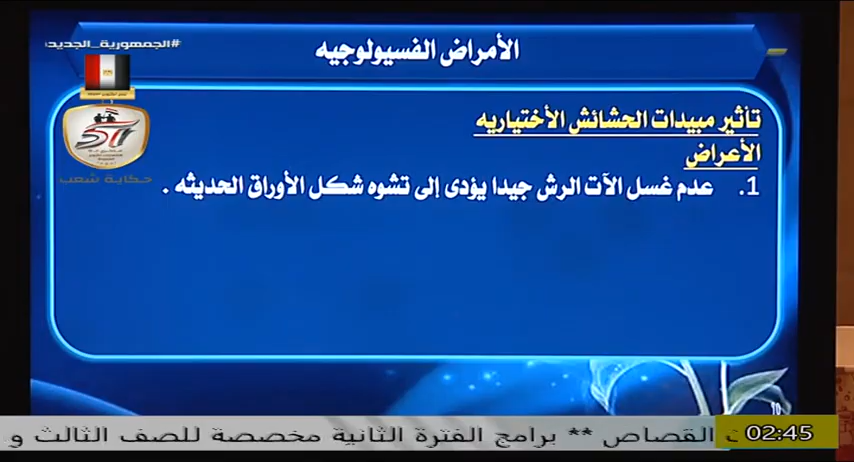 #الجمهورية_الجديدة
الأمراض الفسيولوجيه
57
حكاية شعب
تأثير مبيدات الحشائش الأختياريه
الأعراض
1. عدم غسل الآت الرش جيدا يؤدى إلى تشوه شكل الأوراق الحديثه .
القصاص ** برامج الفترة الثانية مخصصة للصف الثالث و
02:45